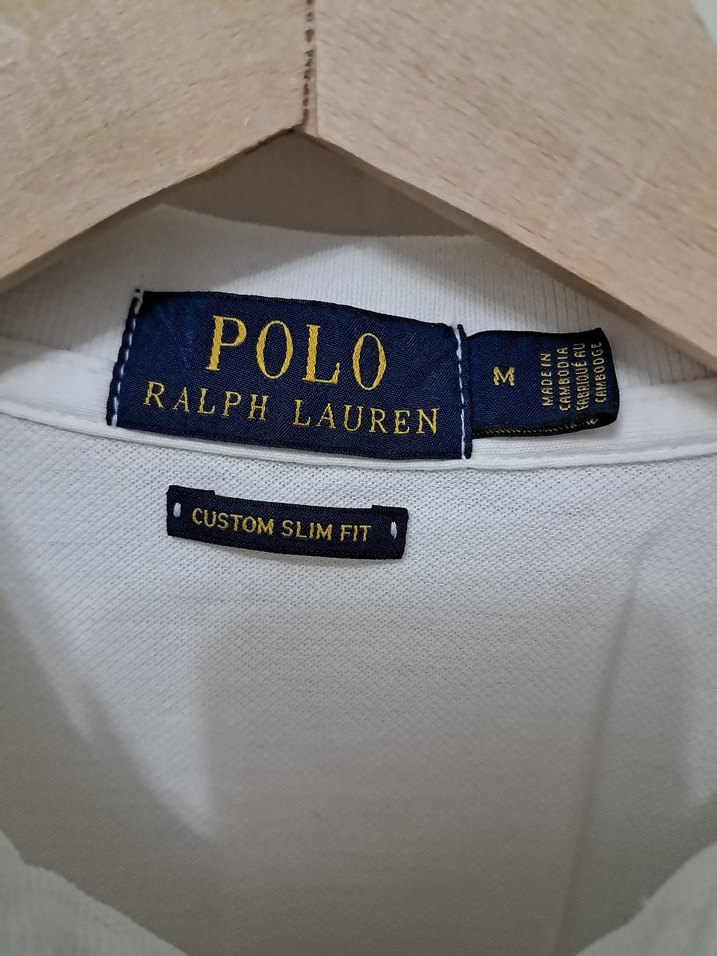 POLO
RALPH LAUREN
M
MADE IN
CAMBODIA
FABRIQUÉ AU
CAMBODGE
CUSTOM SLIM FIT